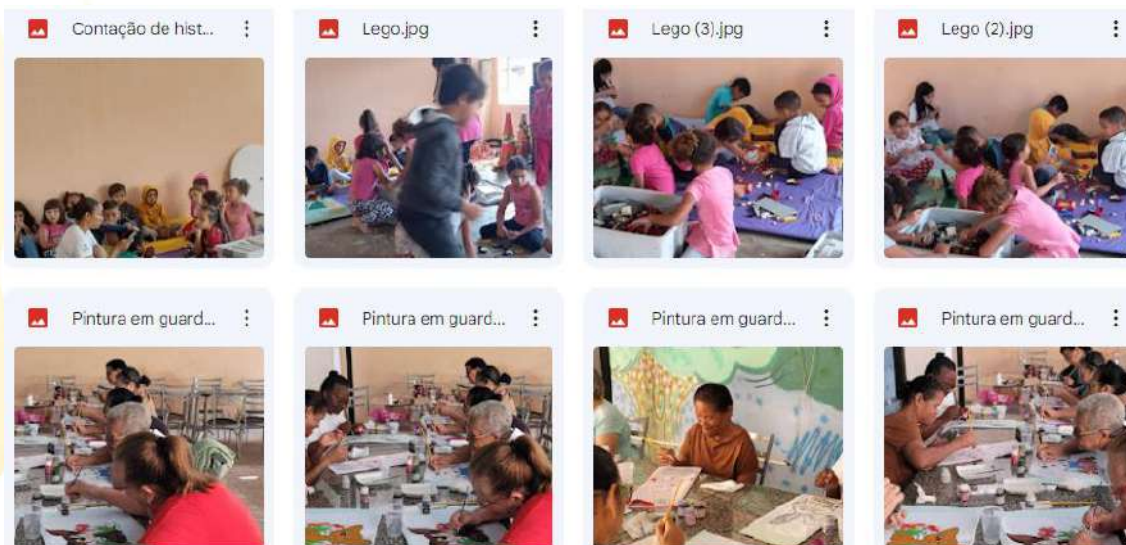 Contação de hist...
Lego.jpg
Lego (3).jpg
Lego (2).jpg
Pintura em guard...
Pintura em guard...
Pintura em guard...
Pintura em guard...